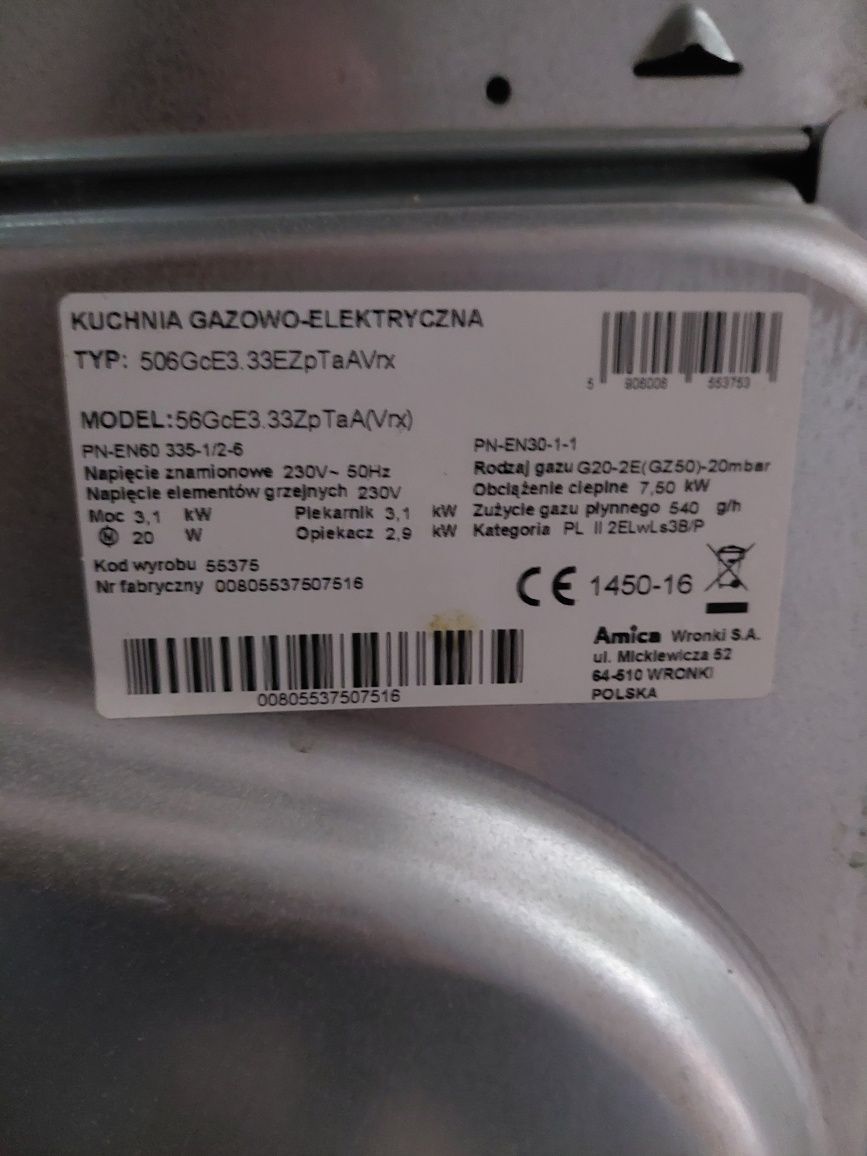 KUCHNIA GAZOWO-ELEKTRYCZNA
TYP: 506GcE3.33EZpTaAVrx
5 908006 553753
MODEL:56GcE3.33ZpTaA(Vrx)
PN-EN60 335-1/2-6
Napięcie znamionowe 230V~ 50Hz
Napięcie elementów grzejnych 230V
Moc 3,1 kW Piekarnik 3,1 kW
M 20 W Opiekacz 2,9 kW
PN-EN30-1-1
Rodzaj gazu G20-2E(GZ50)-20mbar
Obciążenie cieplne 7,50 kW
Zużycie gazu płynnego 540 g/h
Kategoria PL II 2ELwLs3B/P
Kod wyrobu 55375
Nr fabryczny 00805537507516
CE 1450-16
00805537507516
Amica Wronki S.A.
ul. Mickiewicza 52
64-510 WRONKI
POLSKA